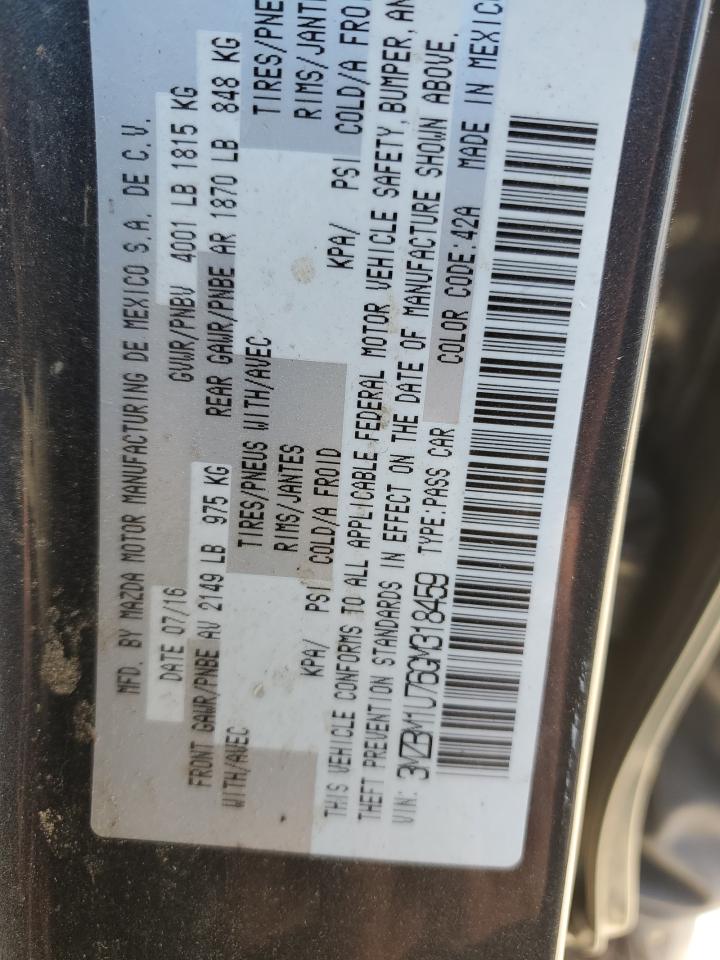 MFD. BY MAZDA MOTOR MANUFACTURING DE MEXICO S.A. DE C.V.
DATE 07/16 GVWR/PNBV 4001 LB 1815 KG
FRONT GAWR/PNBE AV 2149 LB 975 KG REAR GAWR/PNBE AR 1870 LB 848 KG
WITH/AVEC TIRES/PNEUS WITH/AVEC TIRES/PNE
RIMS/JANTES RIMS/JANT
KPA/ PSI COLD/A FROID KPA/ PSI COLD/A FRO
THIS VEHICLE CONFORMS TO ALL APPLICABLE FEDERAL MOTOR VEHICLE SAFETY, BUMPER, AN
THEFT PREVENTION STANDARDS IN EFFECT ON THE DATE OF MANUFACTURE SHOWN ABOVE.
VIN: 3MZBM1U76GM318459 TYPE:PASS CAR COLOR CODE:42A MADE IN MEXICO